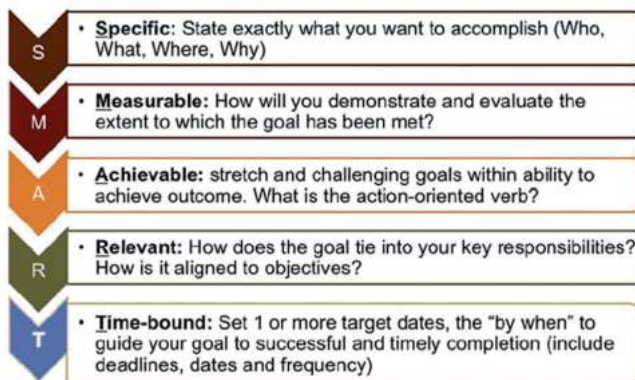 S
• Specific: State exactly what you want to accomplish (Who,
What, Where, Why)
M
• Measurable: How will you demonstrate and evaluate the
extent to which the goal has been met?
A
• Achievable: stretch and challenging goals within ability to
achieve outcome. What is the action-oriented verb?
R
• Relevant: How does the goal tie into your key responsibilities?
How is it aligned to objectives?
T
• Time-bound: Set 1 or more target dates, the “by when” to
guide your goal to successful and timely completion (include
deadlines, dates and frequency)